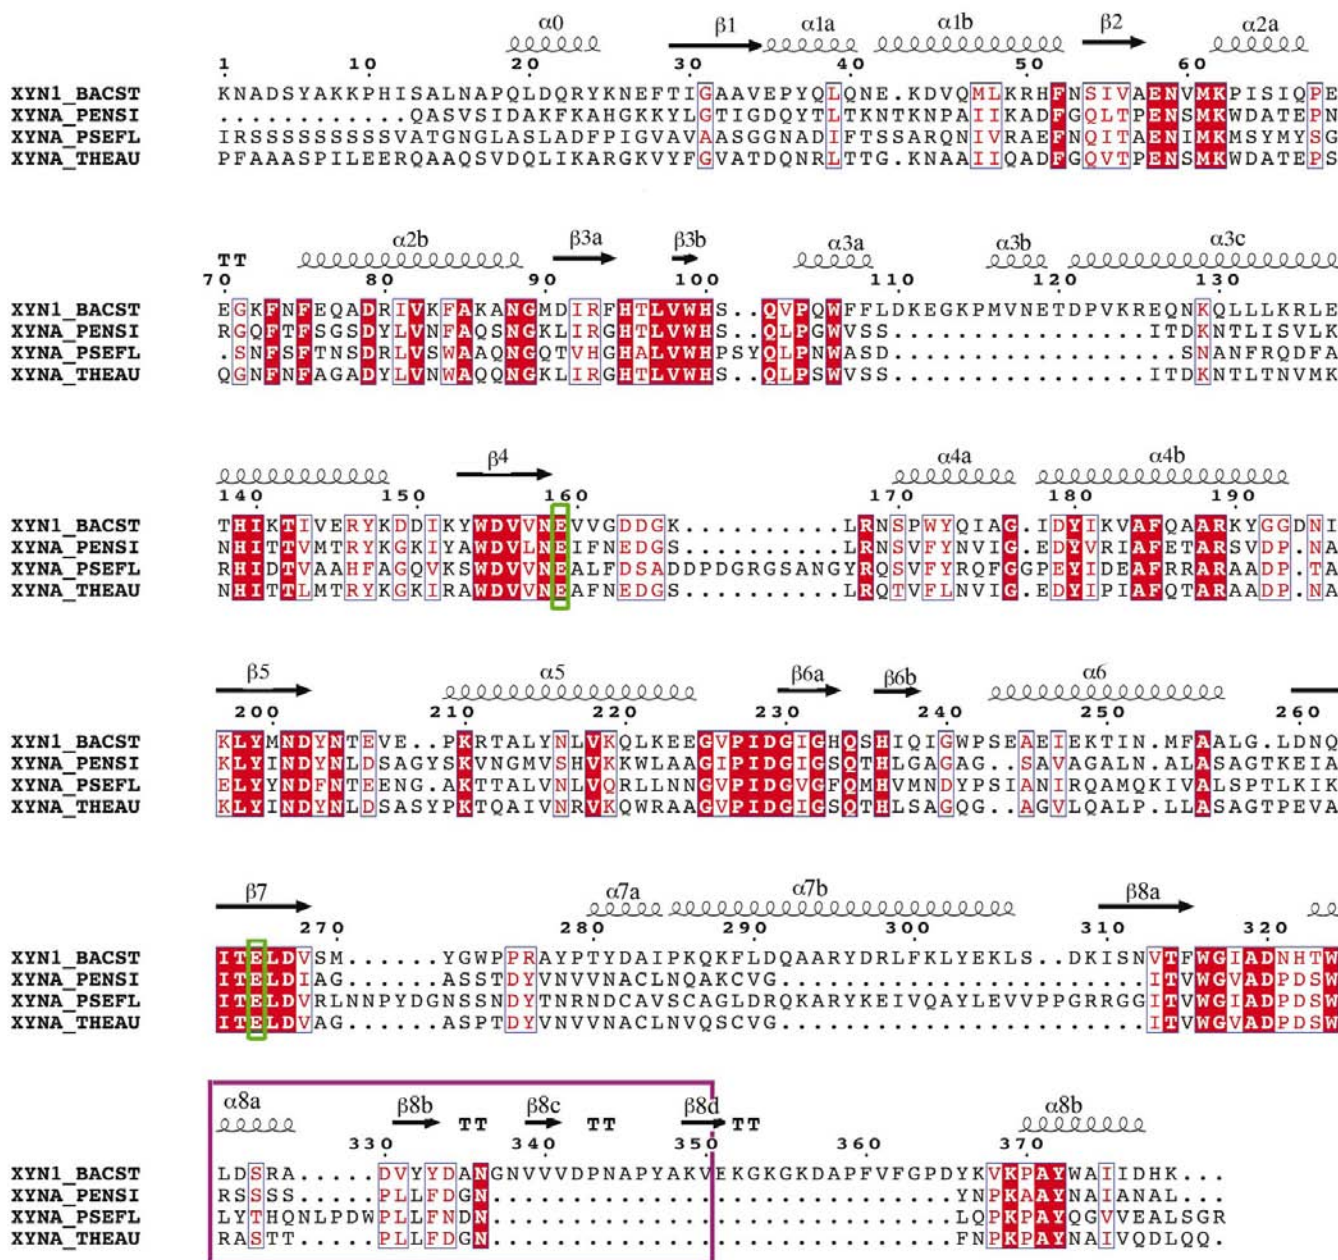 α0 β1 α1a α1b β2 α2a
1 10 20 30 40 50 60
XYN1_BACST KNADSYAKKPHISALNAPQLDQRYKNEFTIGAAVEPYQLQNE.KDVQMLKRHFNSIVAENVMKPISIQPE
XYNA_PENSI ............QASVSIDAKFKAHGKKYLGTIGDQYTLTKNTKNPAIIKADFGQLTPENSMKWDATEPN
XYNA_PSEFL IRSSSSSSSSSVATGNGLASLADFPIGVAVAASGGNADIFTSSARQNIVRAEFNQITAENIMKMSYMYSG
XYNA_THEAU PFAAASPILEERQAAQSVDQLIKARGKVYFGVATDQNRLTTG.KNAAIIQADFGQVTPENSMKWDATEPS
TT α2b β3a β3b α3a α3b α3c
70 80 90 100 110 120 130
XYN1_BACST EGKFNFEQADRIVKFAKANGMDIRFHTLVWHS..QVPQWFFLDKEGKPMVNETDPVKREQNKQLLLKRLE
XYNA_PENSI RGQFTFSGSDYLVNFAQSNGKLIRGHTLVWHS..QLPGWVSS................ITDKNTLISVLK
XYNA_PSEFL .SNFSFTNSDRLVSWAAQNGQTVHGHALVWHPSYQLPNWASD................SNANFRQDFA
XYNA_THEAU QGNFNFAGADYLVNWAQQNGKLIRGHTLVWHS..QLPSWVSS................ITDKNTLTNVMK
β4 α4a α4b
140 150 160 170 180 190
XYN1_BACST THIKTIVERYKDDIKYWDVVNEVVGDDGK..........LRNSPWYQIAG.IDYIKVAFQAARKYGGDNI
XYNA_PENSI NHITTVMTRYKGKIYAWDVLNEIFNEDGS..........LRNSVFYNVIG.EDYVRIAFETARSVDP.NA
XYNA_PSEFL RHIDTVAAHFAGQVKSWDVVNEALFDSADDPDGRGSANGYRQSVFYRQFGGPEYIDEAFRRARAADP.TA
XYNA_THEAU NHITTLMTRYKGKIRAWDVVNEAFNEDGS..........LRQTVFLNVIG.EDYIPIAFQTARAADP.NA
β5 α5 β6a β6b α6
200 210 220 230 240 250 260
XYN1_BACST KLYMNDYNTEVE..PKRTALYNLVKQLKEEGVPIDGIGHQSHIQIGWPSEAEIEKTIN.MFAALG.LDNQ
XYNA_PENSI KLYINDYNLDSAGYSKVNGMVSHVKKWLAAGIPIDGIGSQTHLGAGAG..SAVAGALN.ALASAGTKEIA
XYNA_PSEFL ELYYNDFNTEENG.AKTTALVNLVQRLLNNGVPIDGVGFQMHVMNDYPSIANIRQAMQKIVALSPTLKIK
XYNA_THEAU KLYINDYNLDSASYPKTQAIVNRVKQWRAAGVPIDGIGSQTHLSAGQG..AGVLQALP.LLASAGTPEVA
β7 α7a α7b β8a
270 280 290 300 310 320
XYN1_BACST ITELDVSM......YGWPPRAYPTYDAIPKQKFLDQAARYDRLFKLYEKLS..DKISNVTFWGIADNHTW
XYNA_PENSI ITELDIAG......ASSTDYVNVVNACLNQAKCVG.......................ITVWGVADPDSW
XYNA_PSEFL ITELDVRLNNPYDGNSSNDYTNRNDCAVSCAGLDRQKARYKEIVQAYLEVVPPGRRGGITVWGIADPDSW
XYNA_THEAU ITELDVAG......ASPTDYVNVVNACLNVQSCVG.......................ITVWGVADPDSW
α8a β8b TT β8c TT β8d TT α8b
330 340 350 360 370
XYN1_BACST LDSRA.....DVYYDANGNVVVDPNAPYAKVEKGKGKDAPFVFGPDYKVKPAYWAIIDHK...
XYNA_PENSI RSSSS.....PLLFDGN.............................YNPKAAYNAIANAL...
XYNA_PSEFL LYTHQNLPDWPLLFNDN.............................LQPKPAYQGVVEALSGR
XYNA_THEAU RASTT.....PLLFDGN.............................FNPKPAYNAIVQDLQQ.